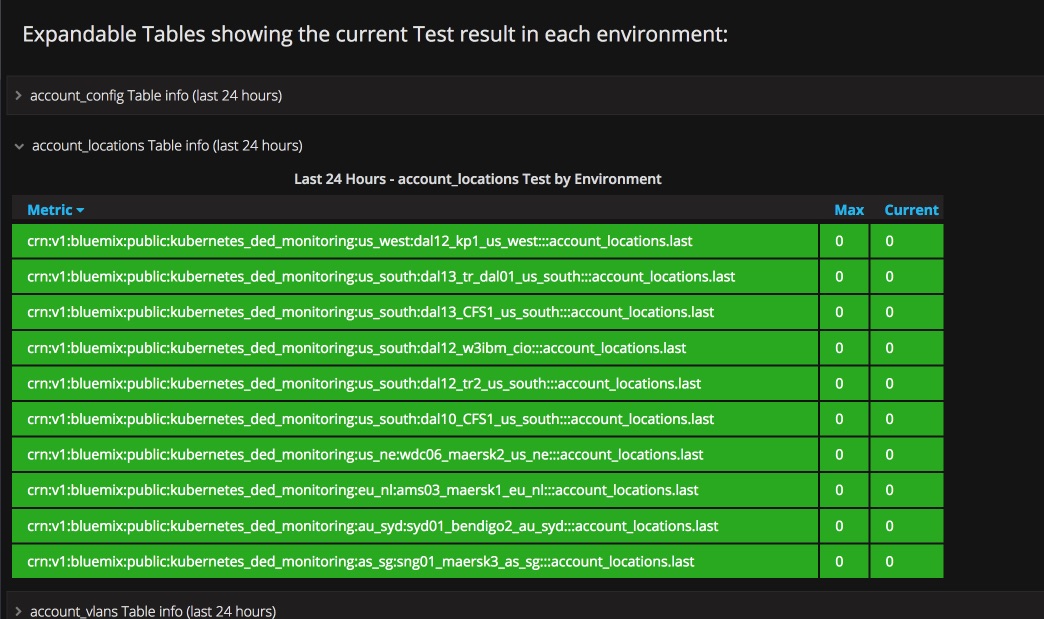 Expandable Tables showing the current Test result in each environment:
account_config Table info (last 24 hours)
account_locations Table info (last 24 hours)
Last 24 Hours - account_locations Test by Environment
Metric Max Current
crn:v1:bluemix:public:kubernetes_ded_monitoring:us_west:dal12_kp1_us_west:::account_locations.last 0 0
crn:v1:bluemix:public:kubernetes_ded_monitoring:us_south:dal13_tr_dal01_us_south:::account_locations.last 0 0
crn:v1:bluemix:public:kubernetes_ded_monitoring:us_south:dal13_CFS1_us_south:::account_locations.last 0 0
crn:v1:bluemix:public:kubernetes_ded_monitoring:us_south:dal12_w3ibm_cio:::account_locations.last 0 0
crn:v1:bluemix:public:kubernetes_ded_monitoring:us_south:dal12_tr2_us_south:::account_locations.last 0 0
crn:v1:bluemix:public:kubernetes_ded_monitoring:us_south:dal10_CFS1_us_south:::account_locations.last 0 0
crn:v1:bluemix:public:kubernetes_ded_monitoring:us_ne:wdc06_maersk2_us_ne:::account_locations.last 0 0
crn:v1:bluemix:public:kubernetes_ded_monitoring:eu_nl:ams03_maersk1_eu_nl:::account_locations.last 0 0
crn:v1:bluemix:public:kubernetes_ded_monitoring:au_syd:syd01_bendigo2_au_syd:::account_locations.last 0 0
crn:v1:bluemix:public:kubernetes_ded_monitoring:as_sg:sng01_maersk3_as_sg:::account_locations.last 0 0
account_vlans Table info (last 24 hours)